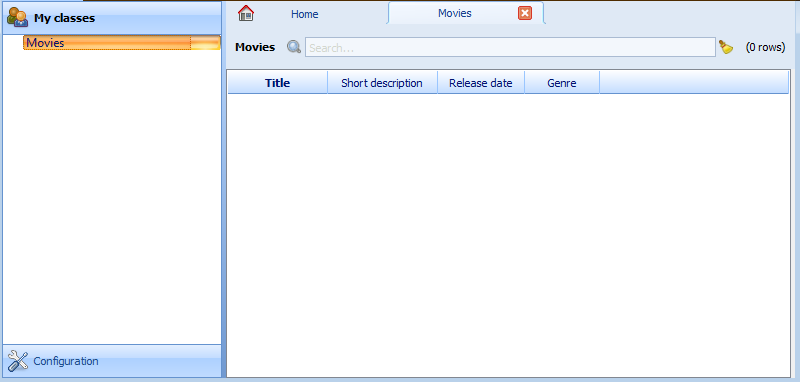 My classes
Movies
Configuration
Home
Movies
Movies Search... (0 rows)
Title Short description Release date Genre